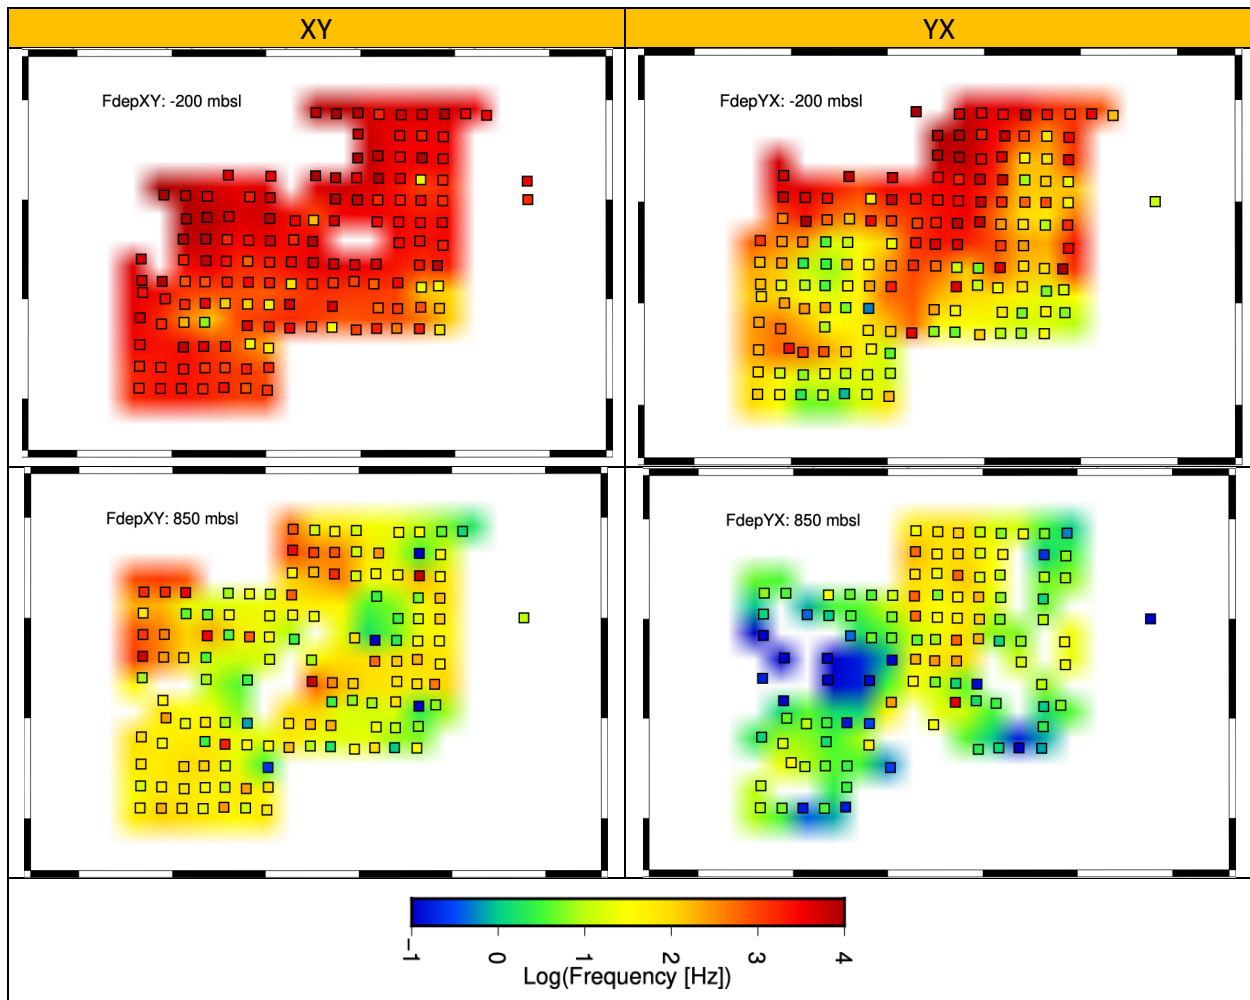 XY
YX
FdepXY: -200 mbsl
FdepYX: -200 mbsl
FdepXY: 850 mbsl
FdepYX: 850 mbsl
-1 0 1 2 3 4
Log(Frequency [Hz])